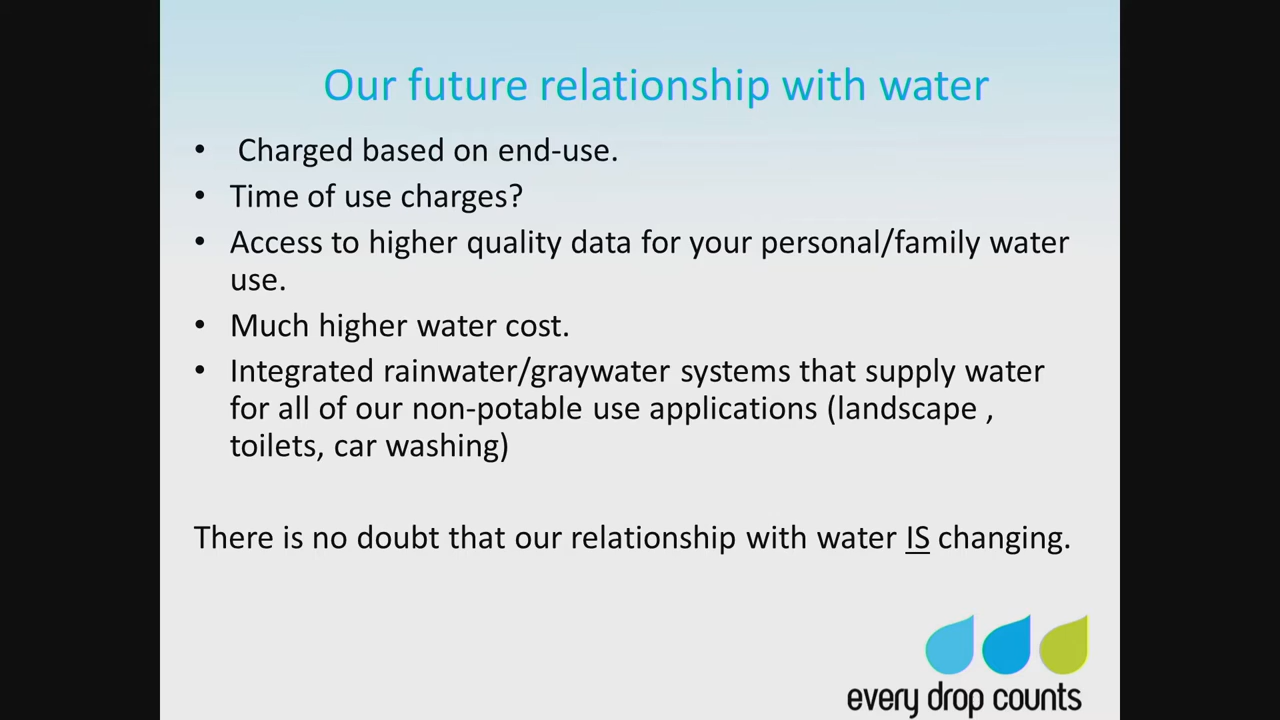 Our future relationship with water
• Charged based on end-use.
• Time of use charges?
• Access to higher quality data for your personal/family water
use.
• Much higher water cost.
• Integrated rainwater/graywater systems that supply water
for all of our non-potable use applications (landscape ,
toilets, car washing)
There is no doubt that our relationship with water IS changing.
every drop counts